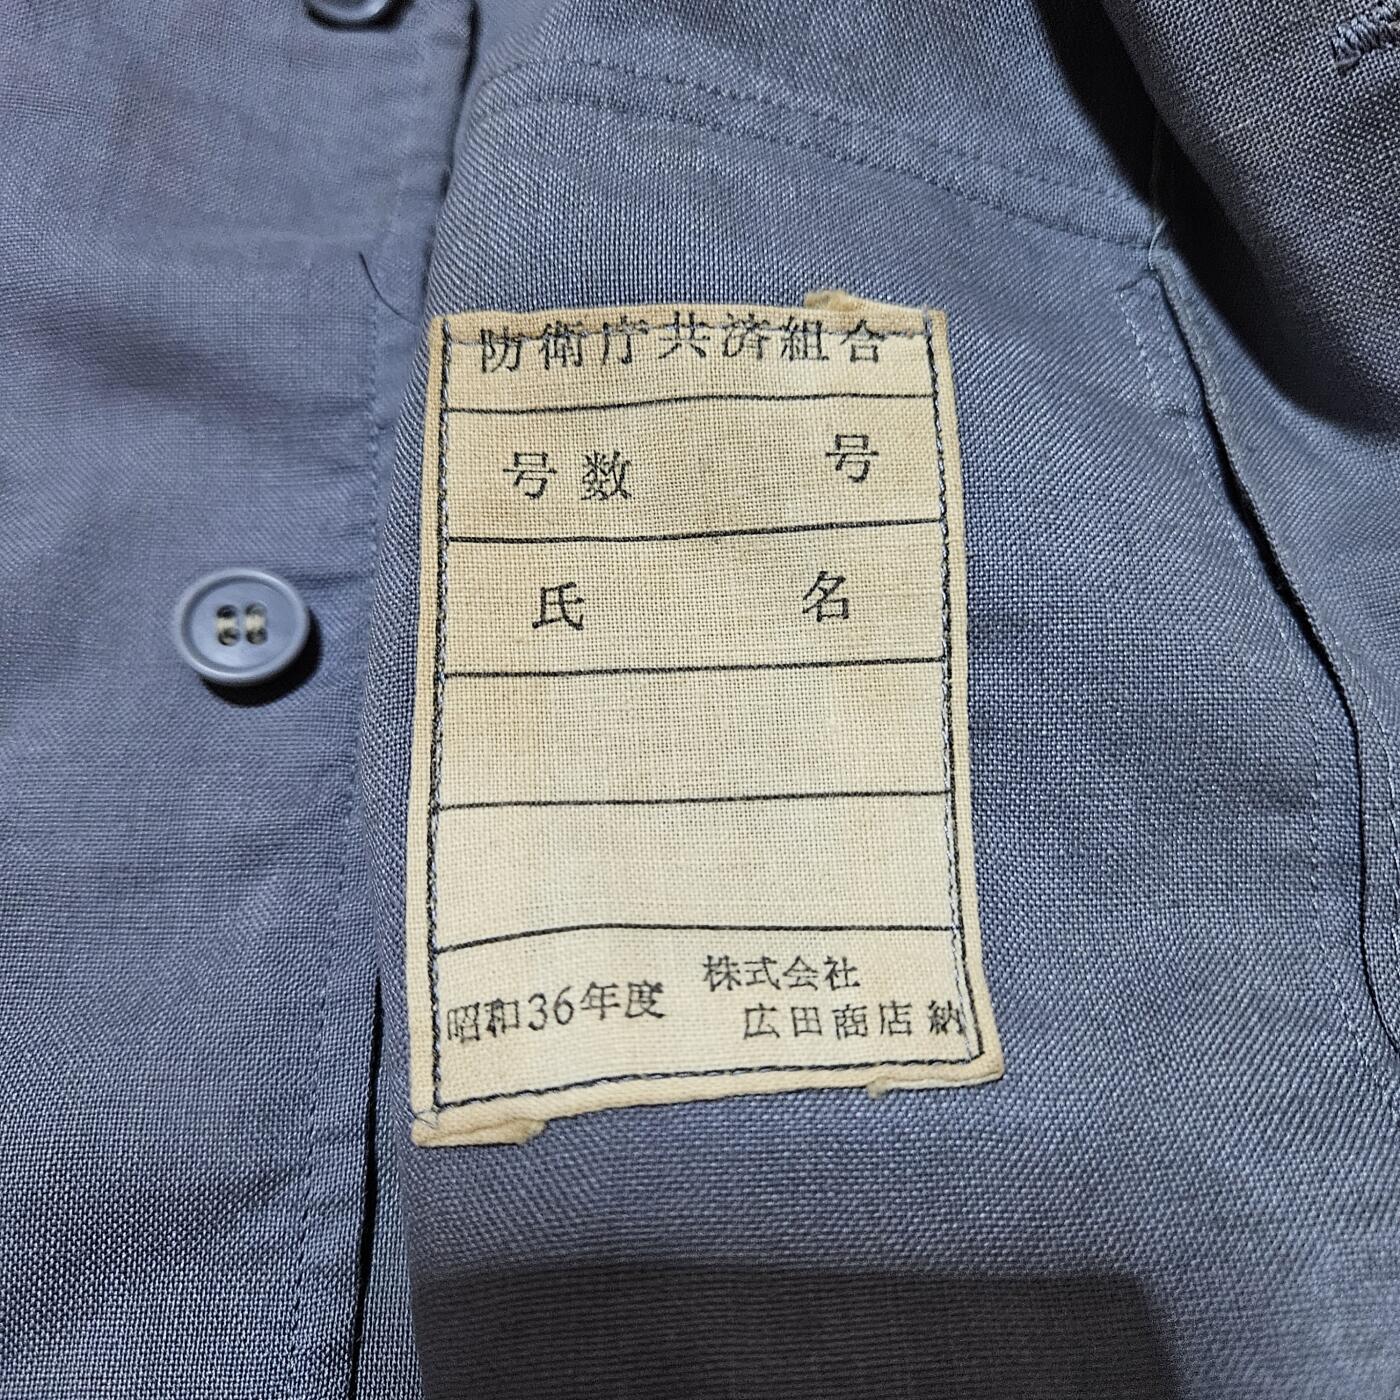 防衛庁共済組合
号数 号
氏 名
昭和36年度 株式会社
広田商店納